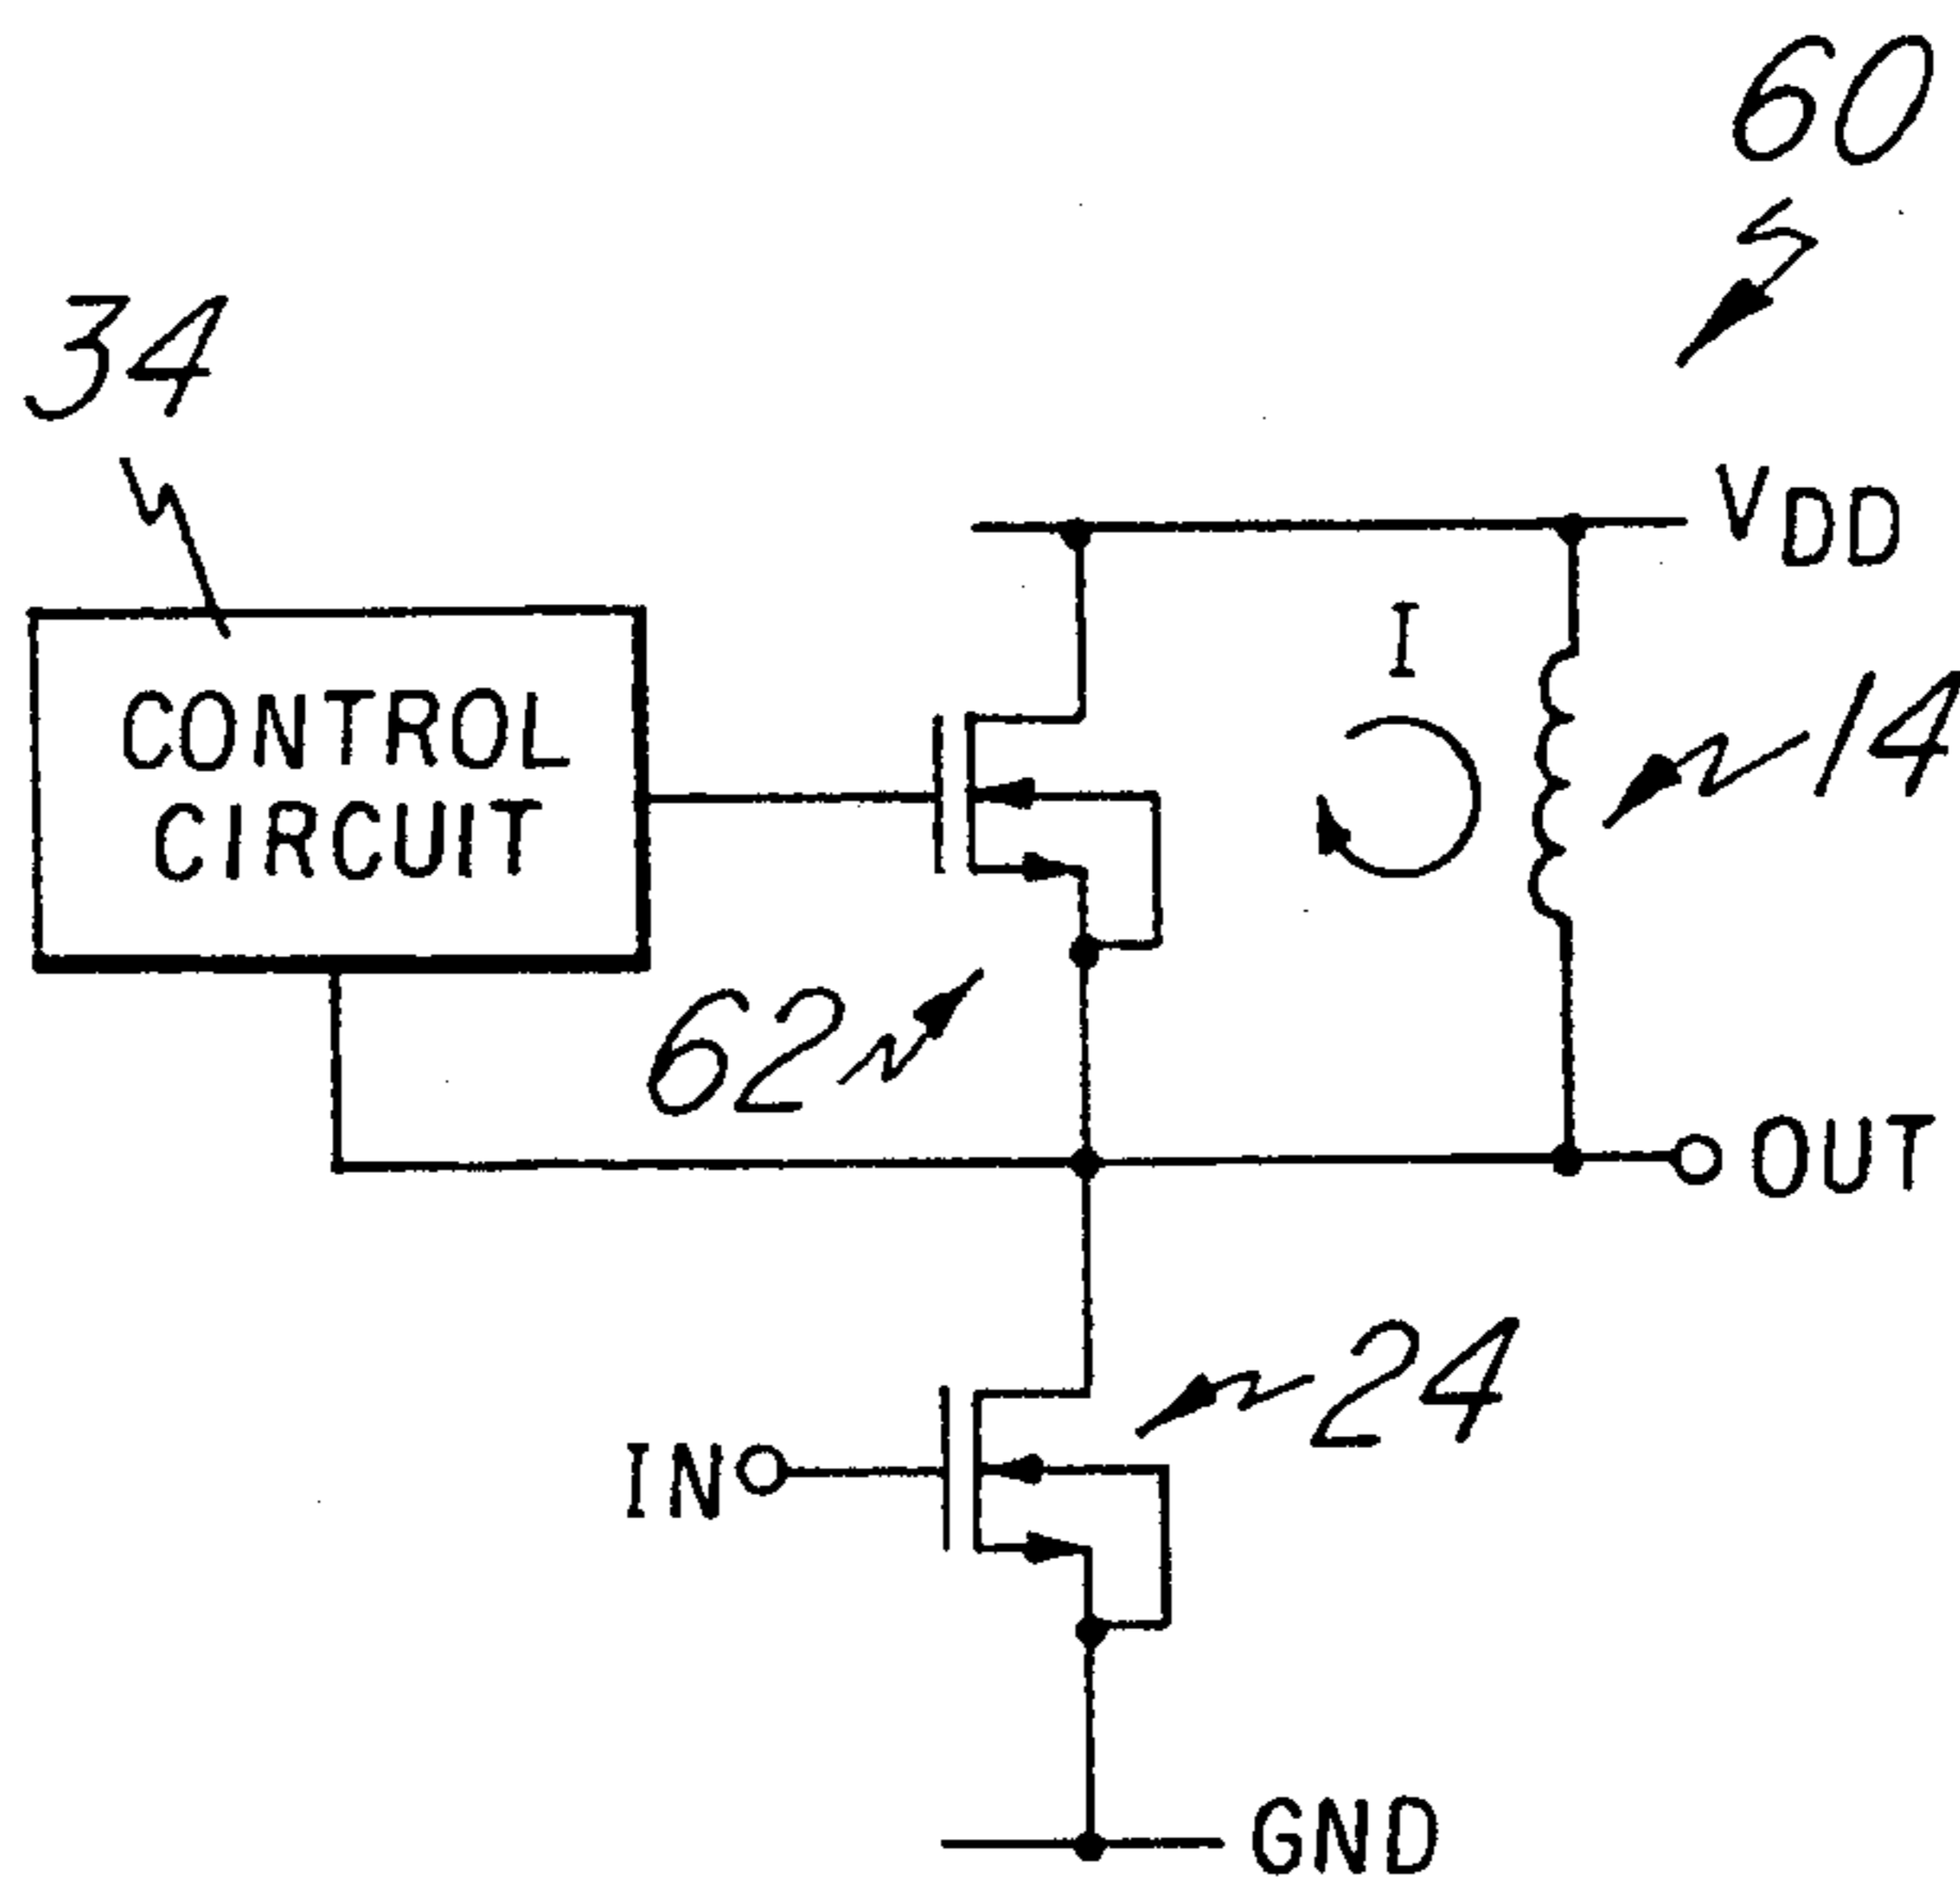 60
34
VDD
I
CONTROL
CIRCUIT
14
62
OUT
24
IN
GND